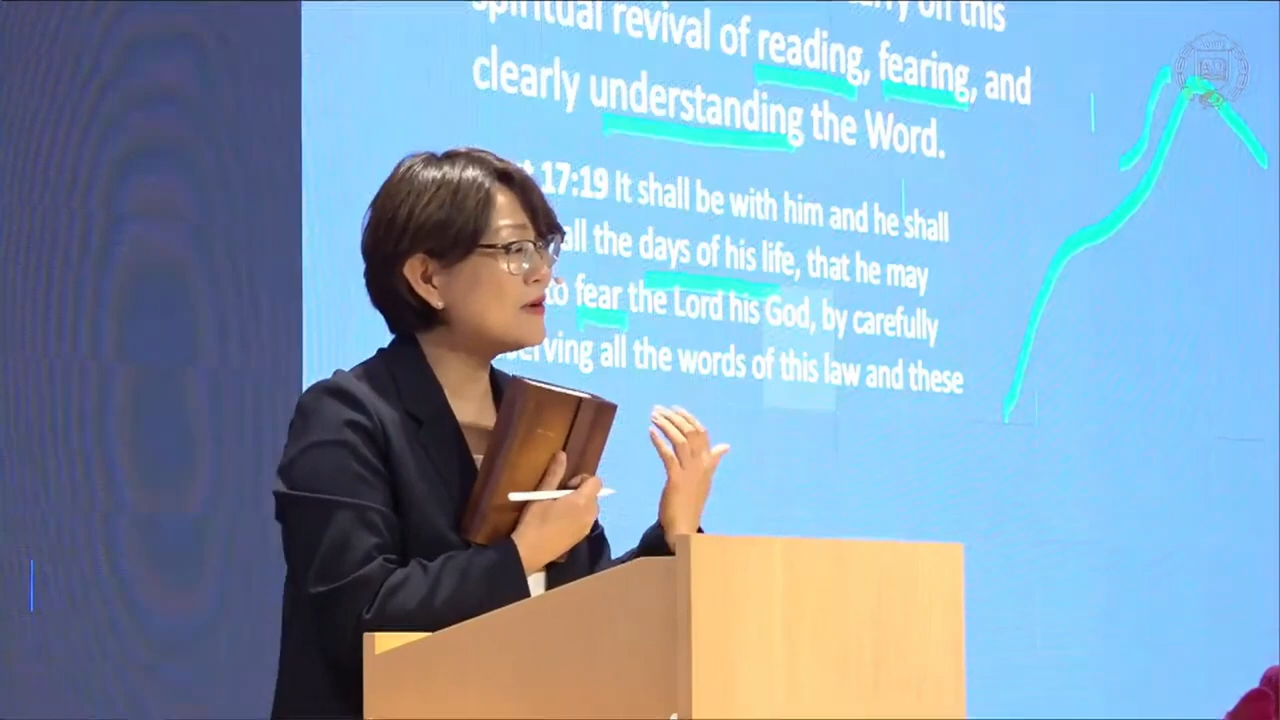 on this
spiritual revival of reading, fearing, and
clearly understanding the Word.
17:19 It shall be with him and he shall
all the days of his life, that he may
to fear the Lord his God, by carefully
all the words of this law and these